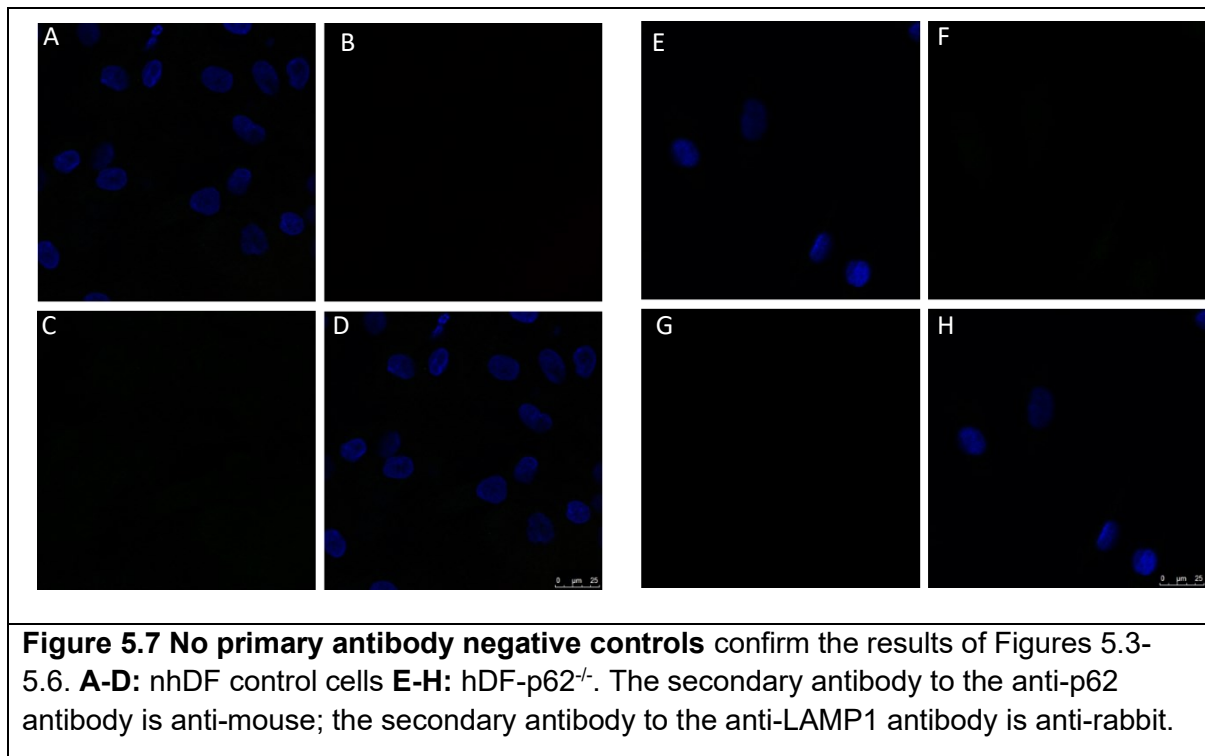 A
B
E
F
C
D
G
H
0 µm 25
0 µm 25
Figure 5.7 No primary antibody negative controls confirm the results of Figures 5.3-
5.6. A-D: nhDF control cells E-H: hDF-p62-/-. The secondary antibody to the anti-p62
antibody is anti-mouse; the secondary antibody to the anti-LAMP1 antibody is anti-rabbit.